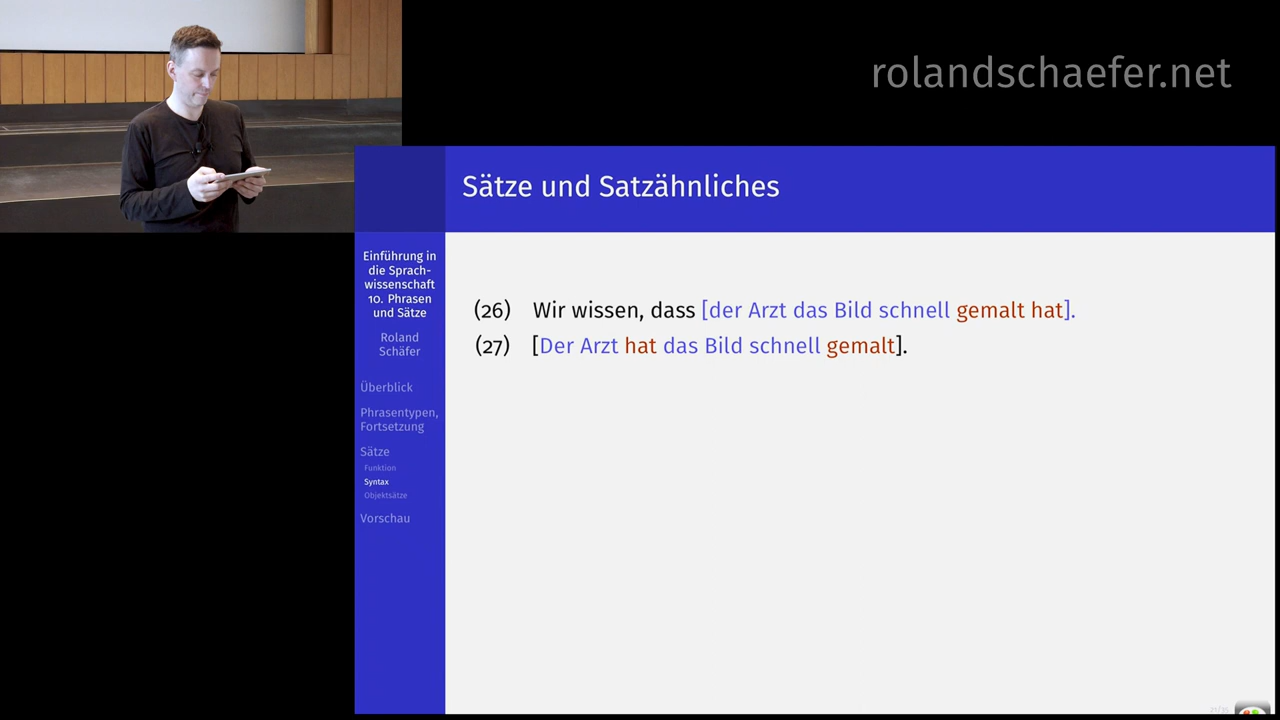 rolandschaefer.net
Sätze und Satzähnliches
Einführung in
die Sprach-
wissenschaft
10. Phrasen
und Sätze
Roland
Schäfer
Überblick
Phrasentypen,
Fortsetzung
Sätze
Funktion
Syntax
Objektsätze
Vorschau
(26) Wir wissen, dass [der Arzt das Bild schnell gemalt hat].
(27) [Der Arzt hat das Bild schnell gemalt].
21/35